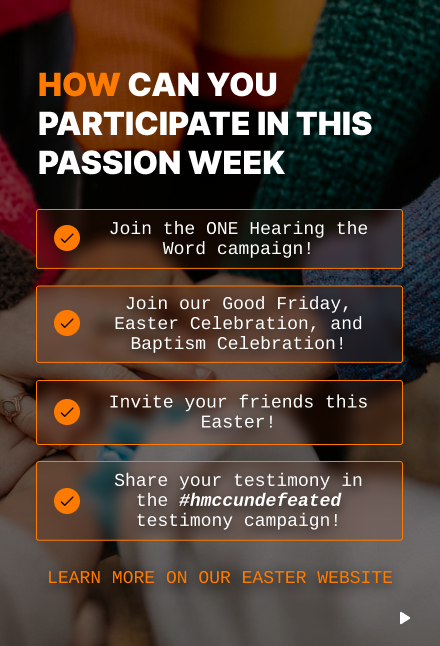 HOW CAN YOU
PARTICIPATE IN THIS
PASSION WEEK
Join the ONE Hearing the
Word campaign!
Join our Good Friday,
Easter Celebration, and
Baptism Celebration!
Invite your friends this
Easter!
Share your testimony in
the #hmccundefeated
testimony campaign!
LEARN MORE ON OUR EASTER WEBSITE